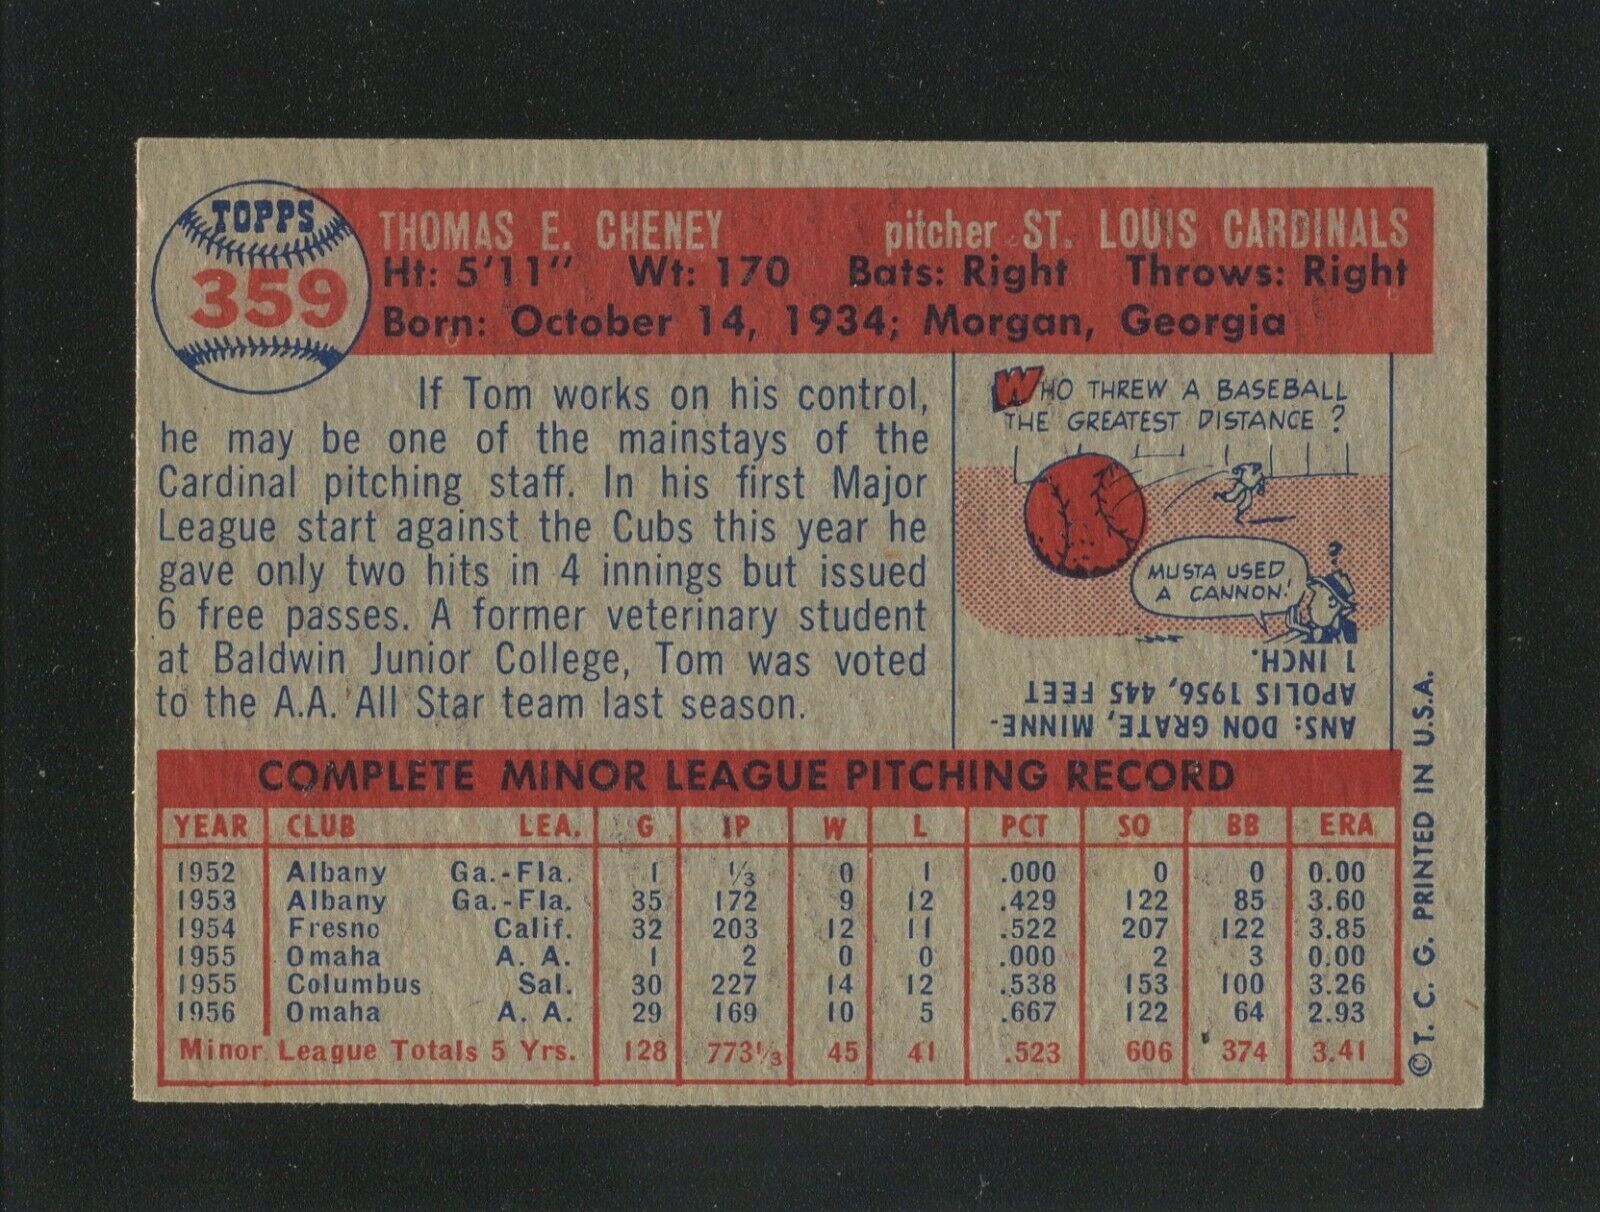 TOPPS
359
THOMAS E. CHENEY pitcher ST. LOUIS CARDINALS
Ht: 5'11" Wt: 170 Bats: Right Throws: Right
Born: October 14, 1934; Morgan, Georgia
If Tom works on his control,
he may be one of the mainstays of the
Cardinal pitching staff. In his first Major
League start against the Cubs this year he
gave only two hits in 4 innings but issued
6 free passes. A former veterinary student
at Baldwin Junior College, Tom was voted
to the A.A. All Star team last season.
WHO THREW A BASEBALL
THE GREATEST DISTANCE?
?
MUSTA USED
A CANNON!
ANS: DON GRATE, MINNE-
APOLIS 1956, 445 FEET
1 INCH.
COMPLETE MINOR LEAGUE PITCHING RECORD
YEAR CLUB LEA. G IP W L PCT SO BB ERA
1952 Albany Ga.-Fla. 1 1/3 0 1 .000 0 0 0.00
1953 Albany Ga.-Fla. 35 172 9 12 .429 122 85 3.60
1954 Fresno Calif. 32 203 12 11 .522 207 122 3.85
1955 Omaha A. A. 1 2 0 0 .000 2 3 0.00
1955 Columbus Sal. 30 227 14 12 .538 153 100 3.26
1956 Omaha A. A. 29 169 10 5 .667 122 64 2.93
Minor League Totals 5 Yrs. 128 773 1/3 45 41 .523 606 374 3.41
© T. C. G. PRINTED IN U.S.A.